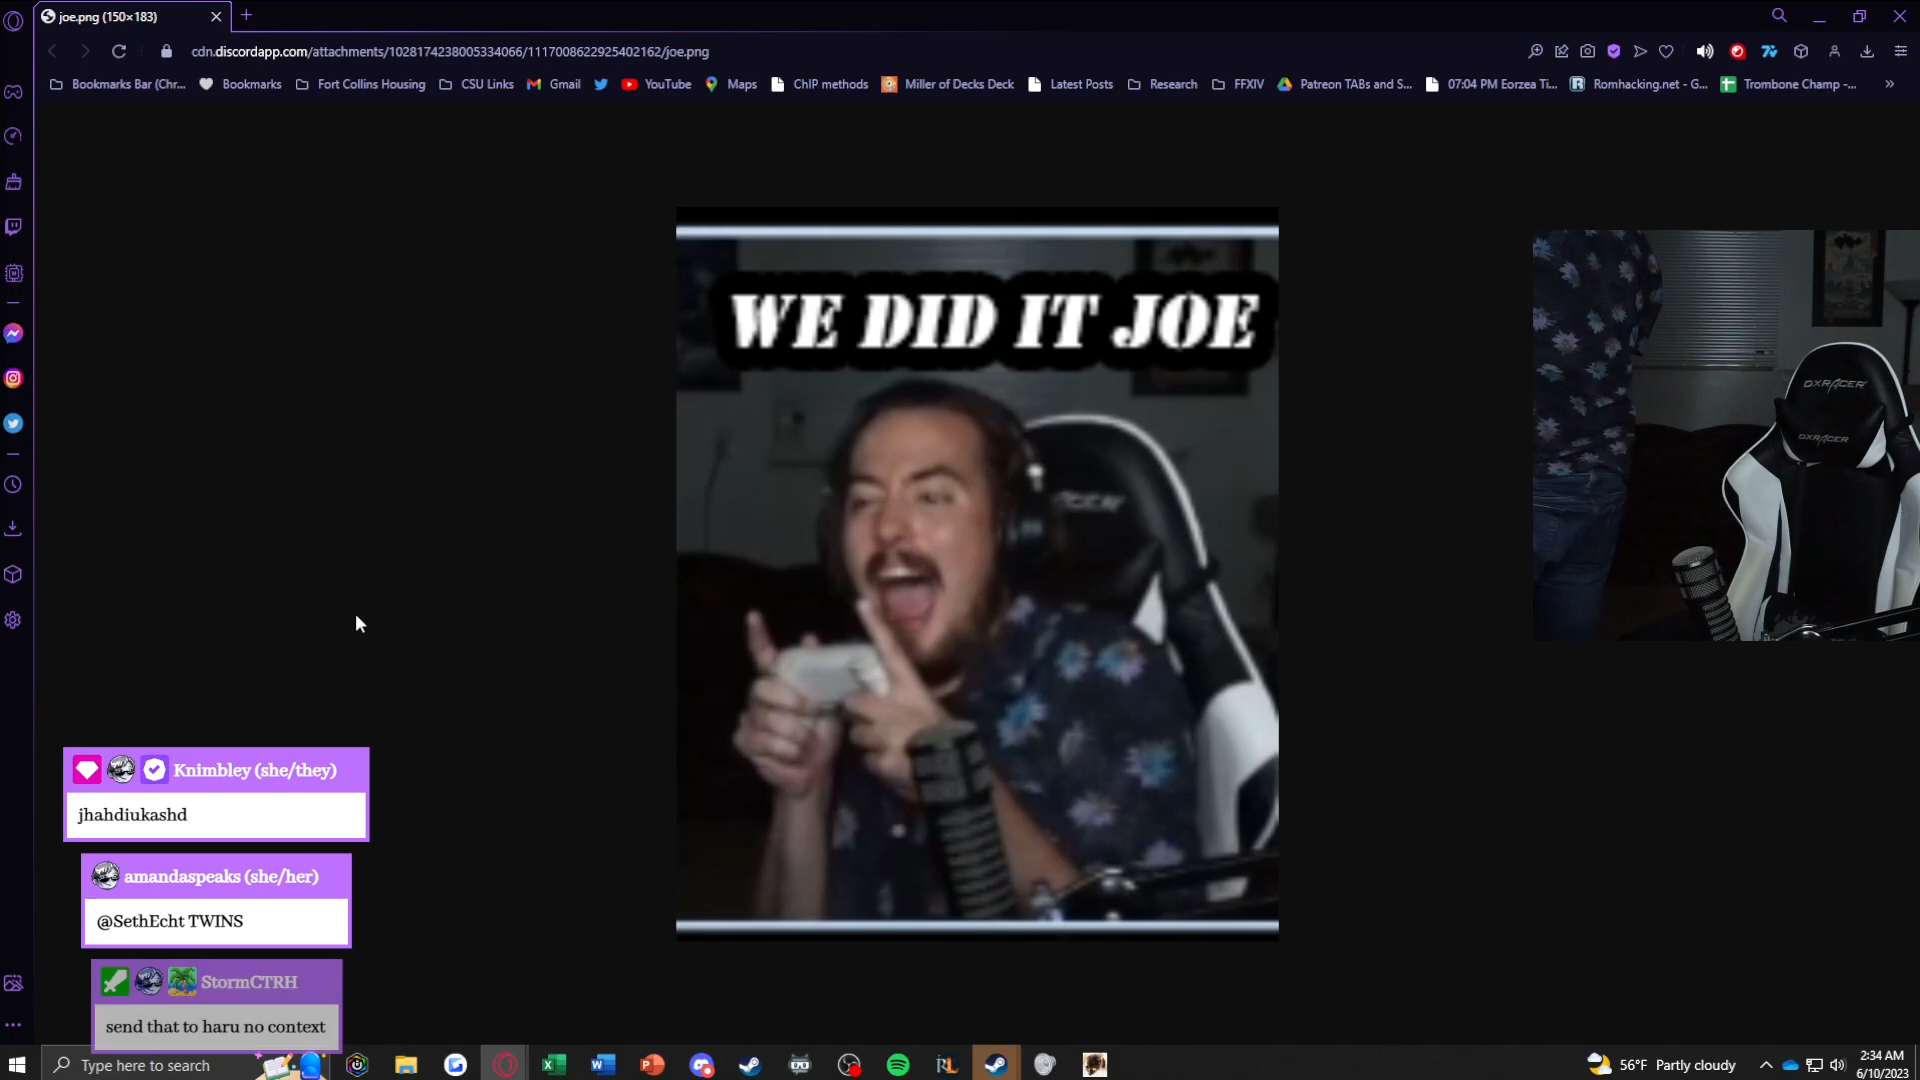 joe.png (150×183)
cdn.discordapp.com/attachments/1028174238005334066/1117008622925402162/joe.png
Bookmarks Bar (Chr...
Bookmarks
Fort Collins Housing
CSU Links
Gmail
YouTube
Maps
ChIP methods
Miller of Decks Deck
Latest Posts
Research
FFXIV
Patreon TABs and S...
07:04 PM Eorzea Ti...
Romhacking.net - G...
Trombone Champ -...
WE DID IT JOE
DXRACER
DXRACER
Knimbley (she/they)
jhahdiukashd
amandaspeaks (she/her)
@SethEcht TWINS
StormCTRH
send that to haru no context
Type here to search
56°F Partly cloudy
2:34 AM
6/10/2023